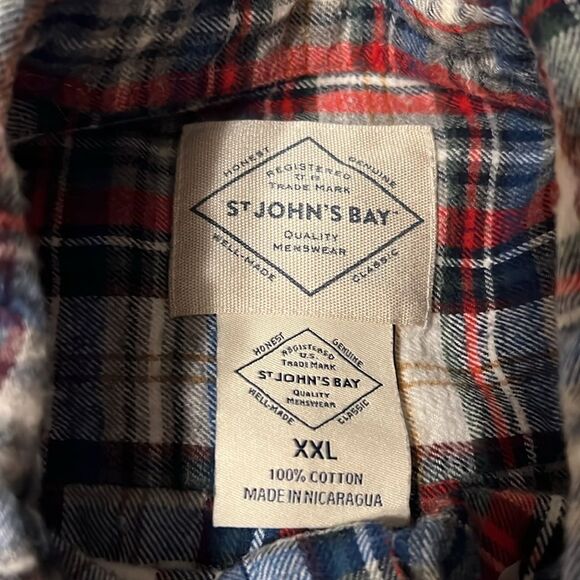 HONEST GENUINE
REGISTERED
TRADE MARK
ST JOHN'S BAY™
QUALITY
MENSWEAR
WELL-MADE CLASSIC
HONEST GENUINE
REGISTERED
U.S.
TRADE MARK
ST JOHN'S BAY
QUALITY
MENSWEAR
WELL-MADE CLASSIC
XXL
100% COTTON
MADE IN NICARAGUA